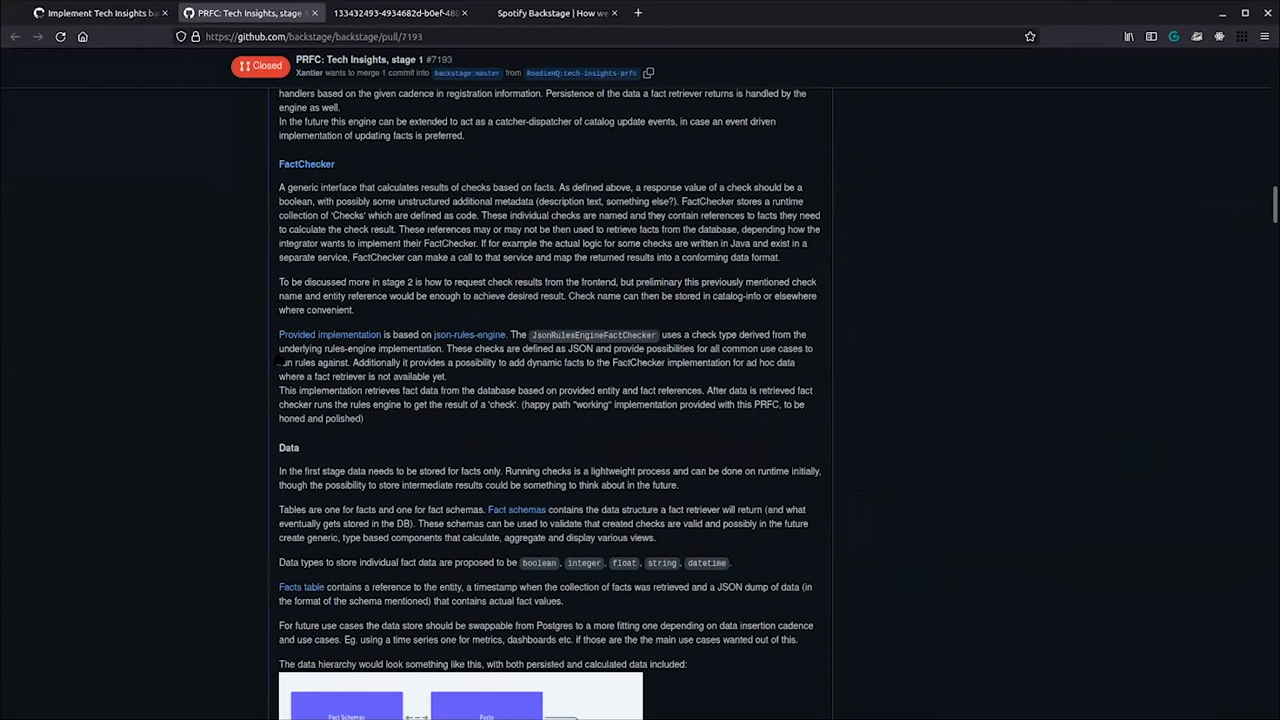 Implement Tech Insights ba
PRFC: Tech Insights, stage
133432493-4934682d-b0ef-48
Spotify Backstage | How we
https://github.com/backstage/backstage/pull/7193
Closed
PRFC: Tech Insights, stage 1 #7193
Xantier wants to merge 1 commit into backstage:master from RoadieHQ:tech-insights-prfc
handlers based on the given cadence in registration information. Persistence of the data a fact retriever returns is handled by the
engine as well.
In the future this engine can be extended to act as a catcher-dispatcher of catalog update events, in case an event driven
implementation of updating facts is preferred.
FactChecker
A generic interface that calculates results of checks based on facts. As defined above, a response value of a check should be a
boolean, with possibly some unstructured additional metadata (description text, something else?). FactChecker stores a runtime
collection of 'Checks' which are defined as code. These individual checks are named and they contain references to facts they need
to calculate the check result. These references may or may not be then used to retrieve facts from the database, depending how the
integrator wants to implement their FactChecker. If for example the actual logic for some checks are written in Java and exist in a
separate service, FactChecker can make a call to that service and map the returned results into a conforming data format.
To be discussed more in stage 2 is how to request check results from the frontend, but preliminary this previously mentioned check
name and entity reference would be enough to achieve desired result. Check name can then be stored in catalog-info or elsewhere
where convenient.
Provided implementation is based on json-rules-engine. The JsonRulesEngineFactChecker uses a check type derived from the
underlying rules-engine implementation. These checks are defined as JSON and provide possibilities for all common use cases to
run rules against. Additionally it provides a possibility to add dynamic facts to the FactChecker implementation for ad hoc data
where a fact retriever is not available yet.
This implementation retrieves fact data from the database based on provided entity and fact references. After data is retrieved fact
checker runs the rules engine to get the result of a 'check'. (happy path "working" implementation provided with this PRFC, to be
honed and polished)
Data
In the first stage data needs to be stored for facts only. Running checks is a lightweight process and can be done on runtime initially,
though the possibility to store intermediate results could be something to think about in the future.
Tables are one for facts and one for fact schemas. Fact schemas contains the data structure a fact retriever will return (and what
eventually gets stored in the DB). These schemas can be used to validate that created checks are valid and possibly in the future
create generic, type based components that calculate, aggregate and display various views.
Data types to store individual fact data are proposed to be boolean, integer, float, string, datetime.
Facts table contains a reference to the entity, a timestamp when the collection of facts was retrieved and a JSON dump of data (in
the format of the schema mentioned) that contains actual fact values.
For future use cases the data store should be swappable from Postgres to a more fitting one depending on data insertion cadence
and use cases. Eg. using a time series one for metrics, dashboards etc. if those are the the main use cases wanted out of this.
The data hierarchy would look something like this, with both persisted and calculated data included:
Fact Schemas
Facts